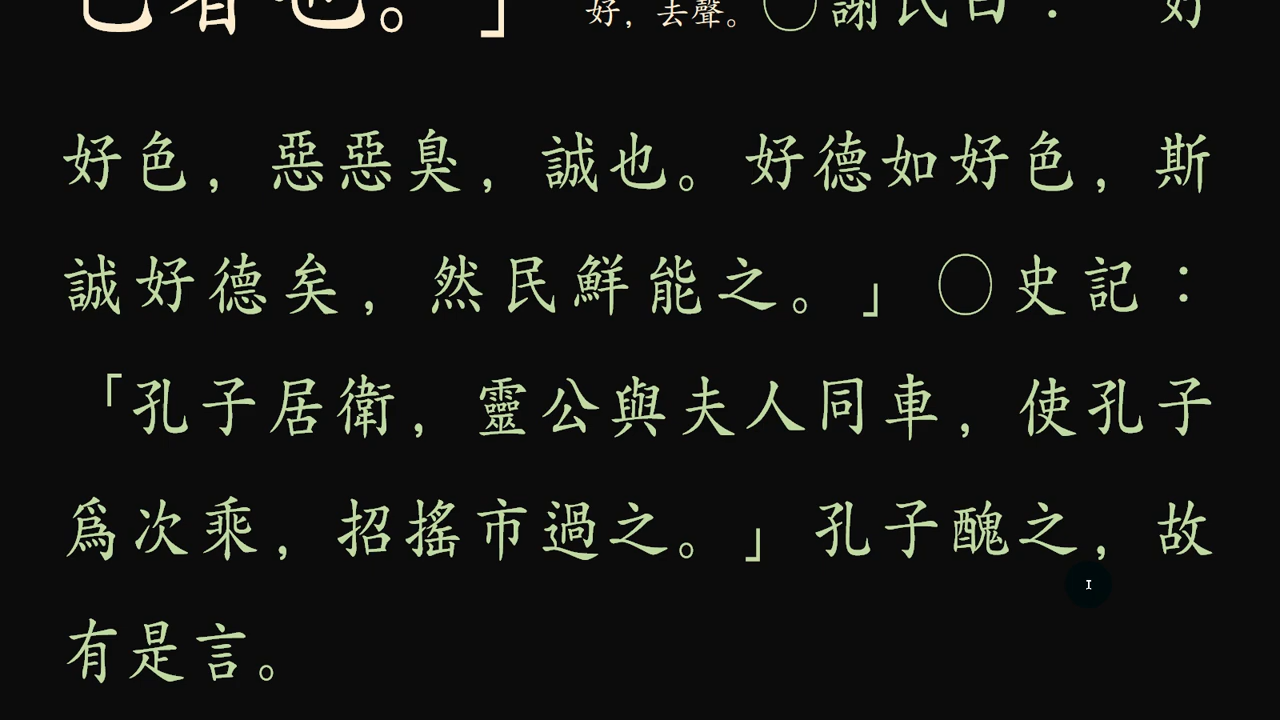 色者也。」好，去聲。○謝氏曰：「好
好色，惡惡臭，誠也。好德如好色，斯
誠好德矣，然民鮮能之。」○史記：
「孔子居衛，靈公與夫人同車，使孔子
爲次乘，招搖市過之。」孔子醜之，故
有是言。